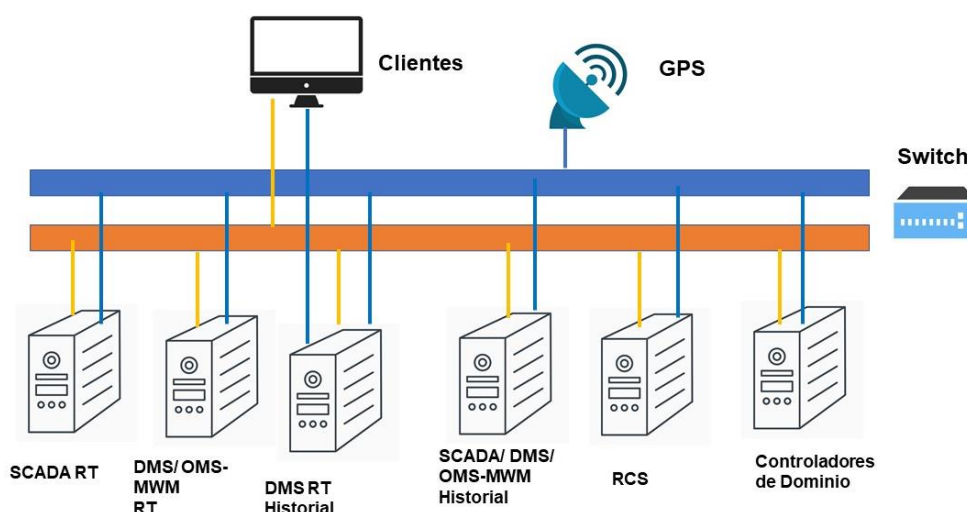 Clientes
GPS
Switch
SCADA RT
DMS/ OMS-
MWM
RT
DMS RT
Historial
SCADA/ DMS/
OMS-MWM
Historial
RCS
Controladores
de Dominio